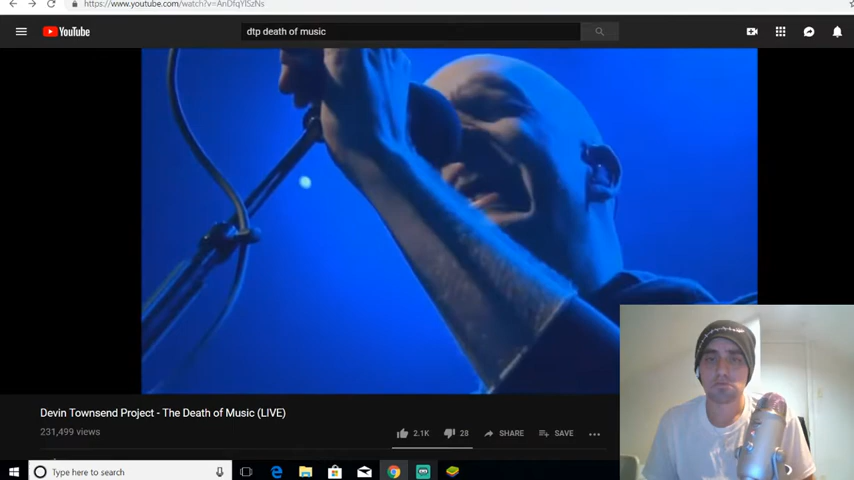 https://www.youtube.com/watch?v=AnDfqYlSzNs
YouTube
dtp death of music
Devin Townsend Project - The Death of Music (LIVE)
231,499 views
2.1K
28
SHARE
SAVE
Type here to search